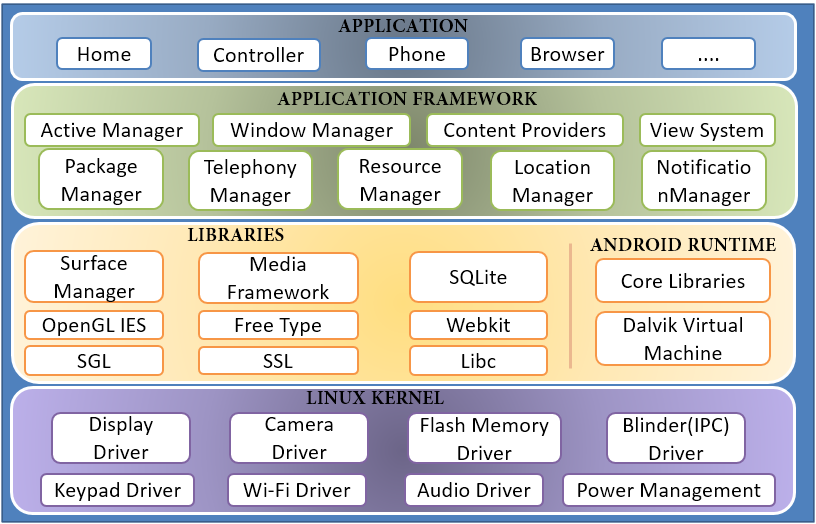 APPLICATION
Home
Controller
Phone
Browser
....
APPLICATION FRAMEWORK
Active Manager
Window Manager
Content Providers
View System
Package
Manager
Telephony
Manager
Resource
Manager
Location
Manager
Notificatio
nManager
LIBRARIES
Surface
Manager
Media
Framework
SQLite
OpenGL IES
Free Type
Webkit
SGL
SSL
Libc
ANDROID RUNTIME
Core Libraries
Dalvik Virtual
Machine
LINUX KERNEL
Display
Driver
Camera
Driver
Flash Memory
Driver
Blinder(IPC)
Driver
Keypad Driver
Wi-Fi Driver
Audio Driver
Power Management